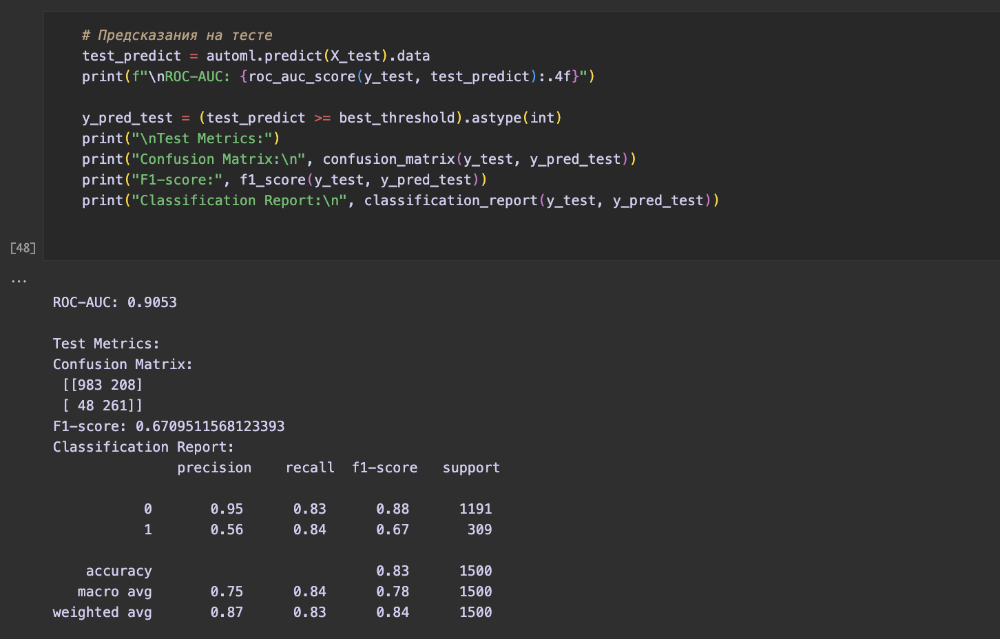 # Предсказания на тесте
test_predict = automl.predict(X_test).data
print(f"\nROC-AUC: {roc_auc_score(y_test, test_predict):.4f}")
y_pred_test = (test_predict >= best_threshold).astype(int)
print("\nTest Metrics:")
print("Confusion Matrix:\n", confusion_matrix(y_test, y_pred_test))
print("F1-score:", f1_score(y_test, y_pred_test))
print("Classification Report:\n", classification_report(y_test, y_pred_test))
[48]
...
ROC-AUC: 0.9053
Test Metrics:
Confusion Matrix:
[[983 208]
[ 48 261]]
F1-score: 0.6709511568123393
Classification Report:
precision recall f1-score support
0 0.95 0.83 0.88 1191
1 0.56 0.84 0.67 309
accuracy 0.83 1500
macro avg 0.75 0.84 0.78 1500
weighted avg 0.87 0.83 0.84 1500